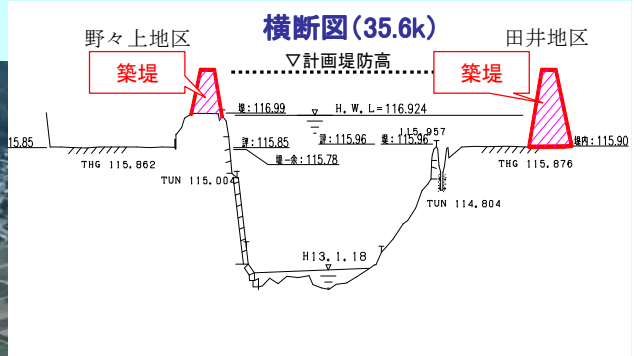 横断図(35.6k)
野々上地区
田井地区
▽計画堤防高
築堤
築堤
堤:116.99
H.W.L=116.924
15.85
評:115.85
評:115.96
堤:115.96
115.957
堤内:115.90
THG 115.862
堤-余:115.78
THG 115.876
TUN 115.004
TUN 114.804
H13.1.18